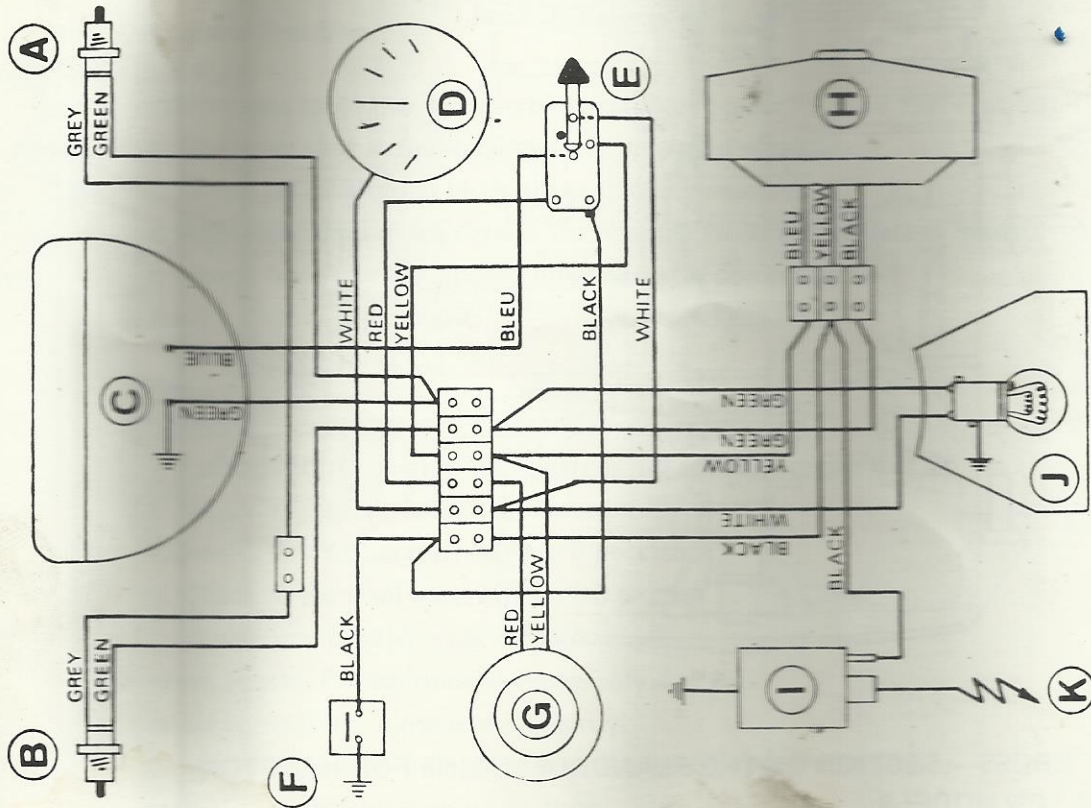 A
GREY
GREEN
C
BLUE
GREEN
GREY
GREEN
B
D
E
WHITE
RED
YELLOW
BLEU
BLACK
WHITE
F
BLACK
G
RED
YELLOW
GREEN
GREEN
YELLOW
WHITE
BLACK
H
BLEU
YELLOW
BLACK
BLACK
I
J
K